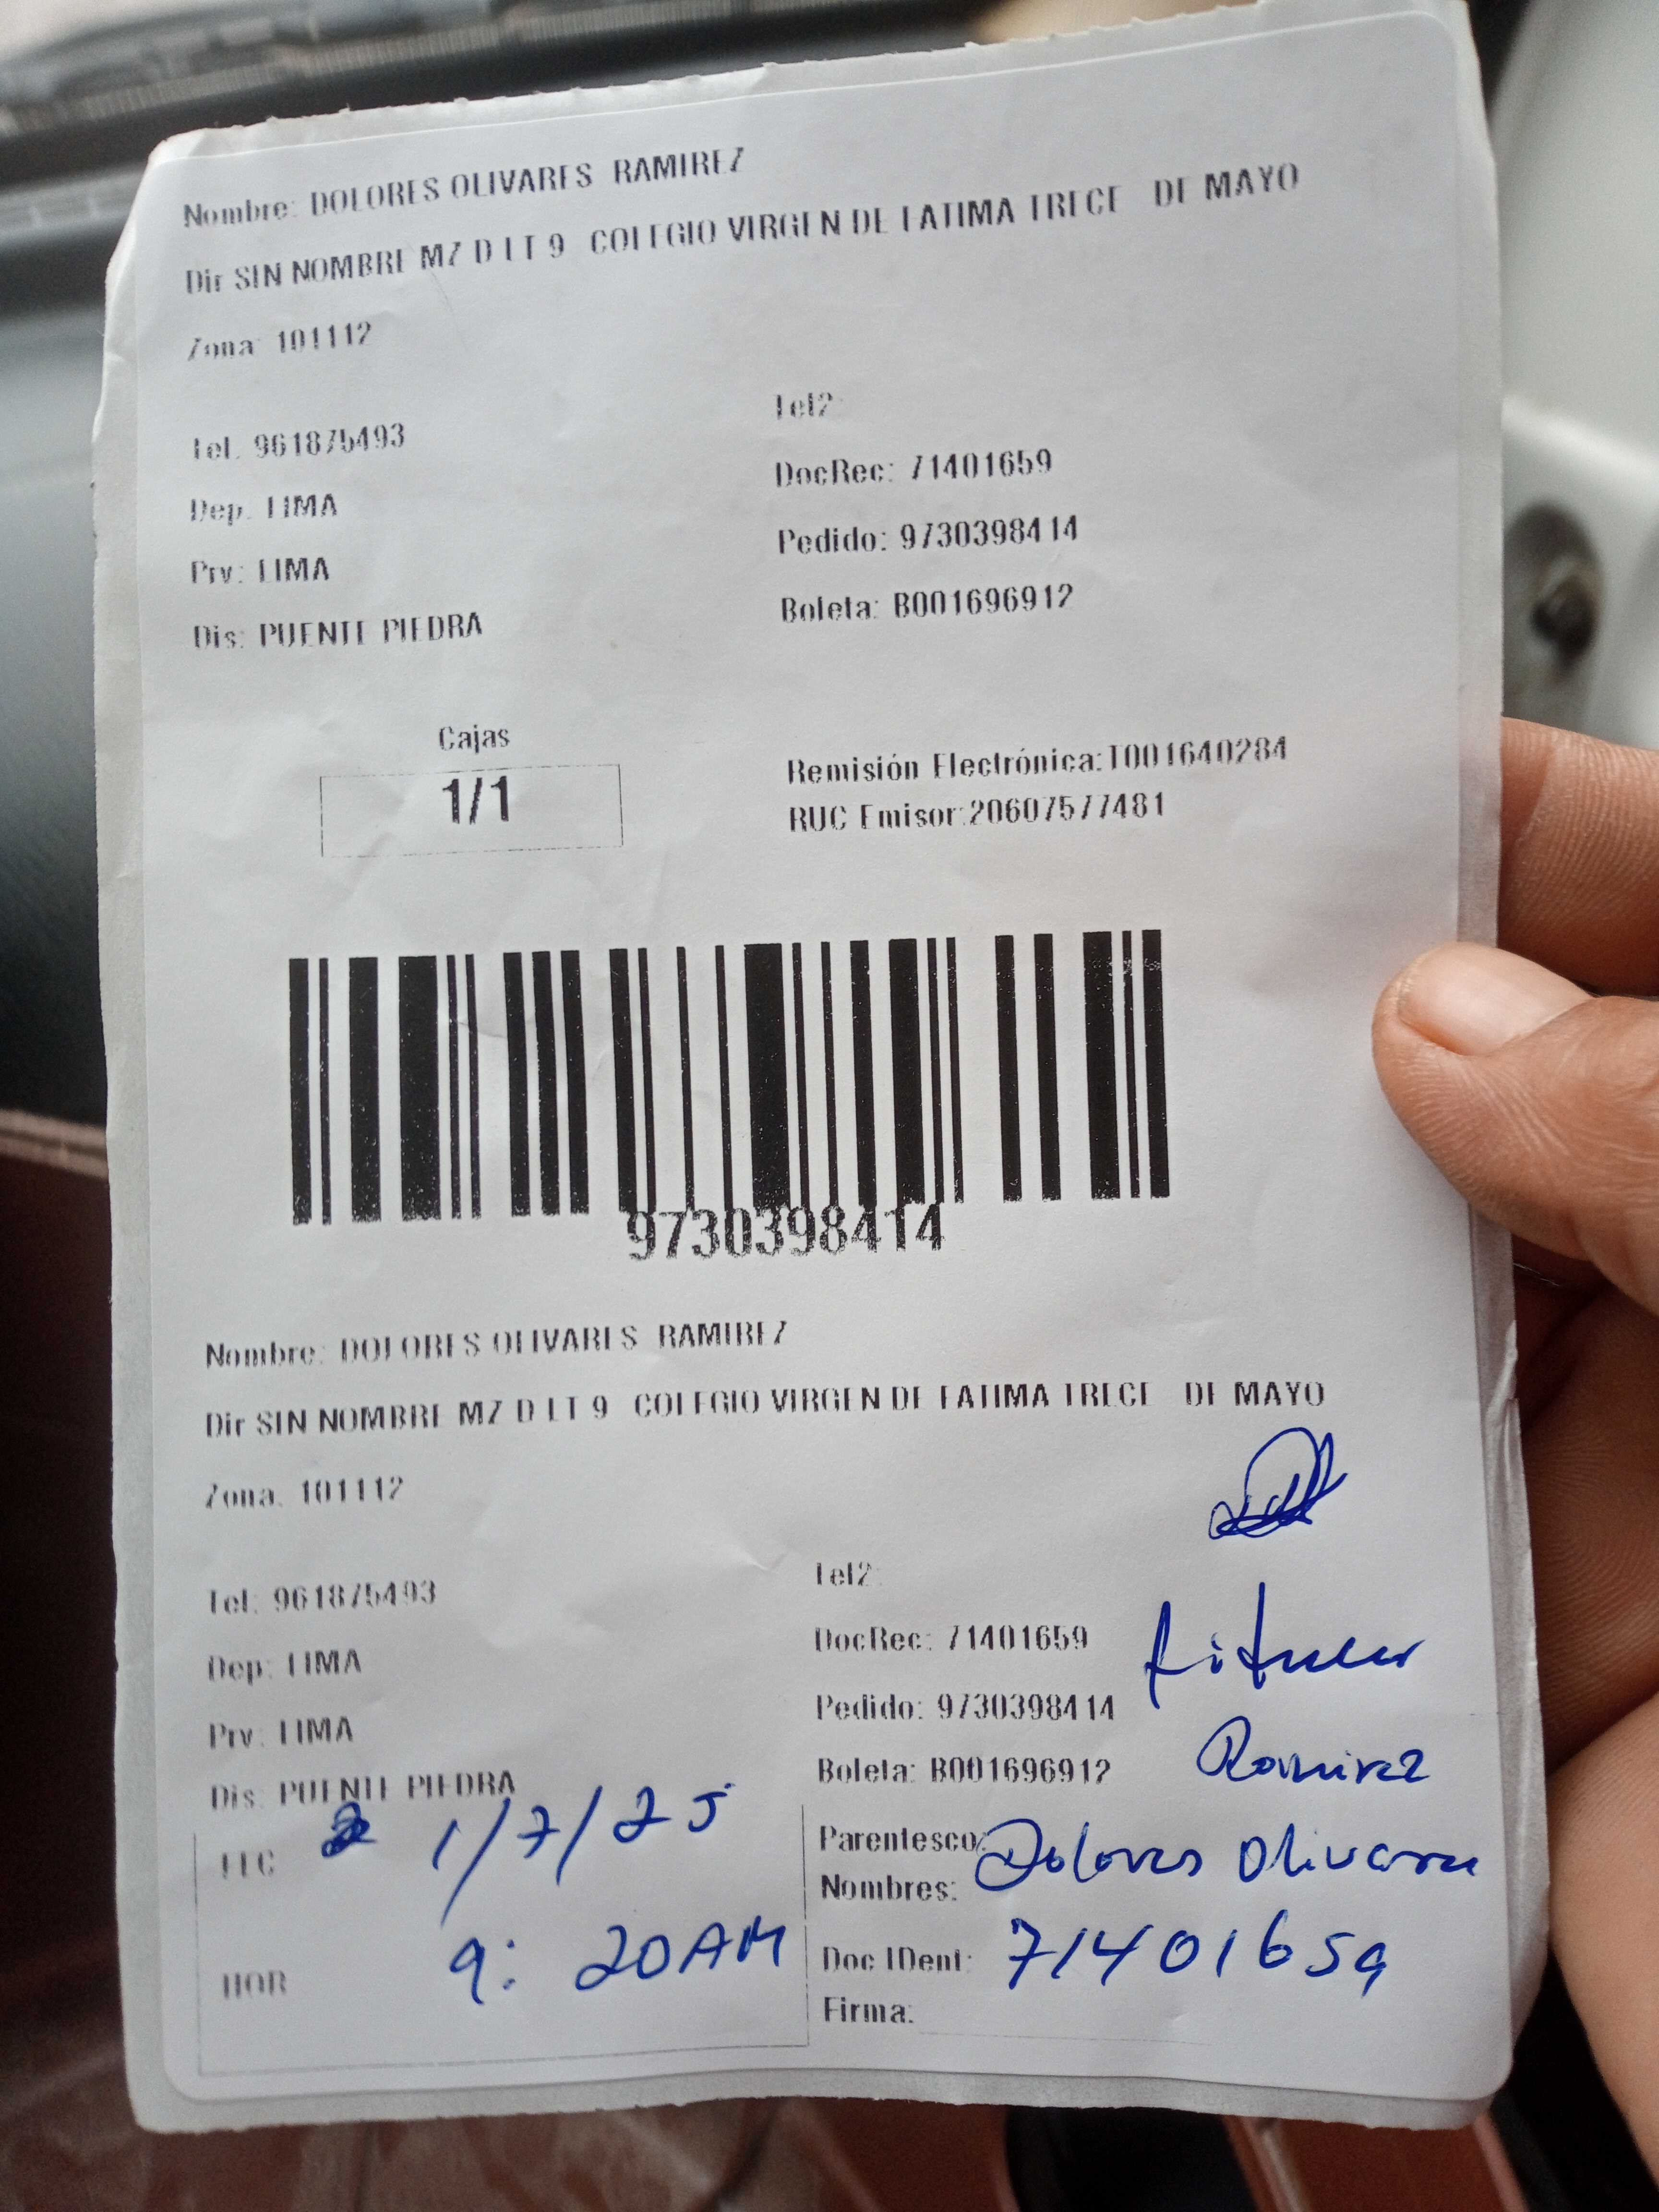 Nombre: DOLORES OLIVARES RAMIREZ
Dir SIN NOMBRE MZ D LT 9 COLEGIO VIRGEN DE FATIMA TRECE DE MAYO
Zona: 101112
Tel2:
Tel. 961875493
DocRec: 71401659
Dep. LIMA
Pedido: 9730398414
Prv: LIMA
Boleta: B001696912
Dis: PUENTE PIEDRA
Cajas
1/1
Remisión Electrónica:T001640284
RUC Emisor:20607577481
9730398414
Nombre: DOLORES OLIVARES RAMIREZ
Dir SIN NOMBRE MZ D LT 9 COLEGIO VIRGEN DE FATIMA TRECE DE MAYO
Zona. 101112
Tel2:
Tel: 961875493
DocRec: 71401659
titular
Dep: LIMA
Pedido: 9730398414
Prv: LIMA
Ramirez
Boleta: B001696912
Dis: PUENTE PIEDRA
FEC 1/7/25
Parentesco:
Dolores Olivares
Nombres:
HOR 9: 20AM
Doc IDent: 71401659
Firma: